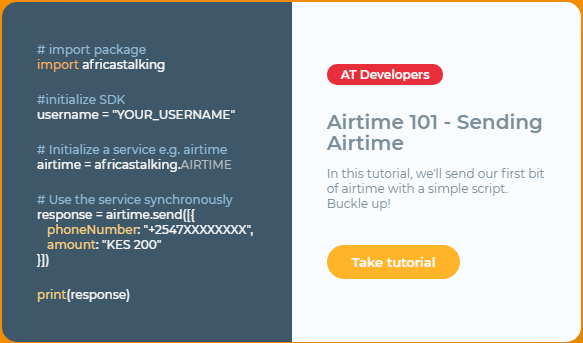 # import package
import africastalking
#initialize SDK
username = "YOUR_USERNAME"
# Initialize a service e.g. airtime
airtime = africastalking.AIRTIME
# Use the service synchronously
response = airtime.send([{
phoneNumber: "+2547XXXXXXXX",
amount: "KES 200"
}])
print(response)
AT Developers
Airtime 101 - Sending
Airtime
In this tutorial, we'll send our first bit
of airtime with a simple script.
Buckle up!
Take tutorial